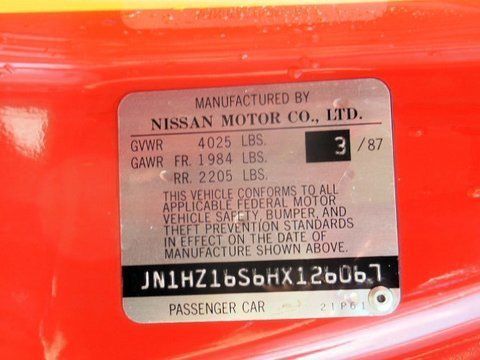 MANUFACTURED BY
NISSAN MOTOR CO., LTD.
GVWR 4025 LBS. 3 /87
GAWR FR. 1984 LBS.
RR. 2205 LBS.
THIS VEHICLE CONFORMS TO ALL
APPLICABLE FEDERAL MOTOR
VEHICLE SAFETY, BUMPER, AND
THEFT PREVENTION STANDARDS
IN EFFECT ON THE DATE OF
MANUFACTURE SHOWN ABOVE.
JN1HZ16S6HX126067
PASSENGER CAR 21P61